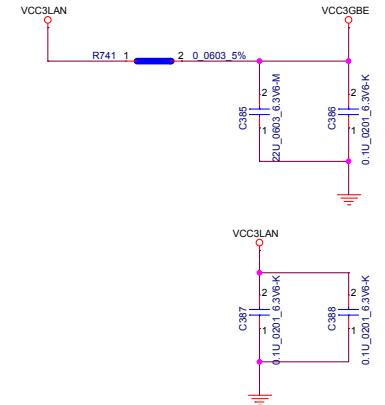 VCC3LAN VCC3GBE
R741 1 2 0_0603_5%
2 2
C385 22U_0603_6.3V6-M C386 0.1U_0201_6.3V6-K
1 1
VCC3LAN
2 2
C387 0.1U_0201_6.3V6-K C388 0.1U_0201_6.3V6-K
1 1